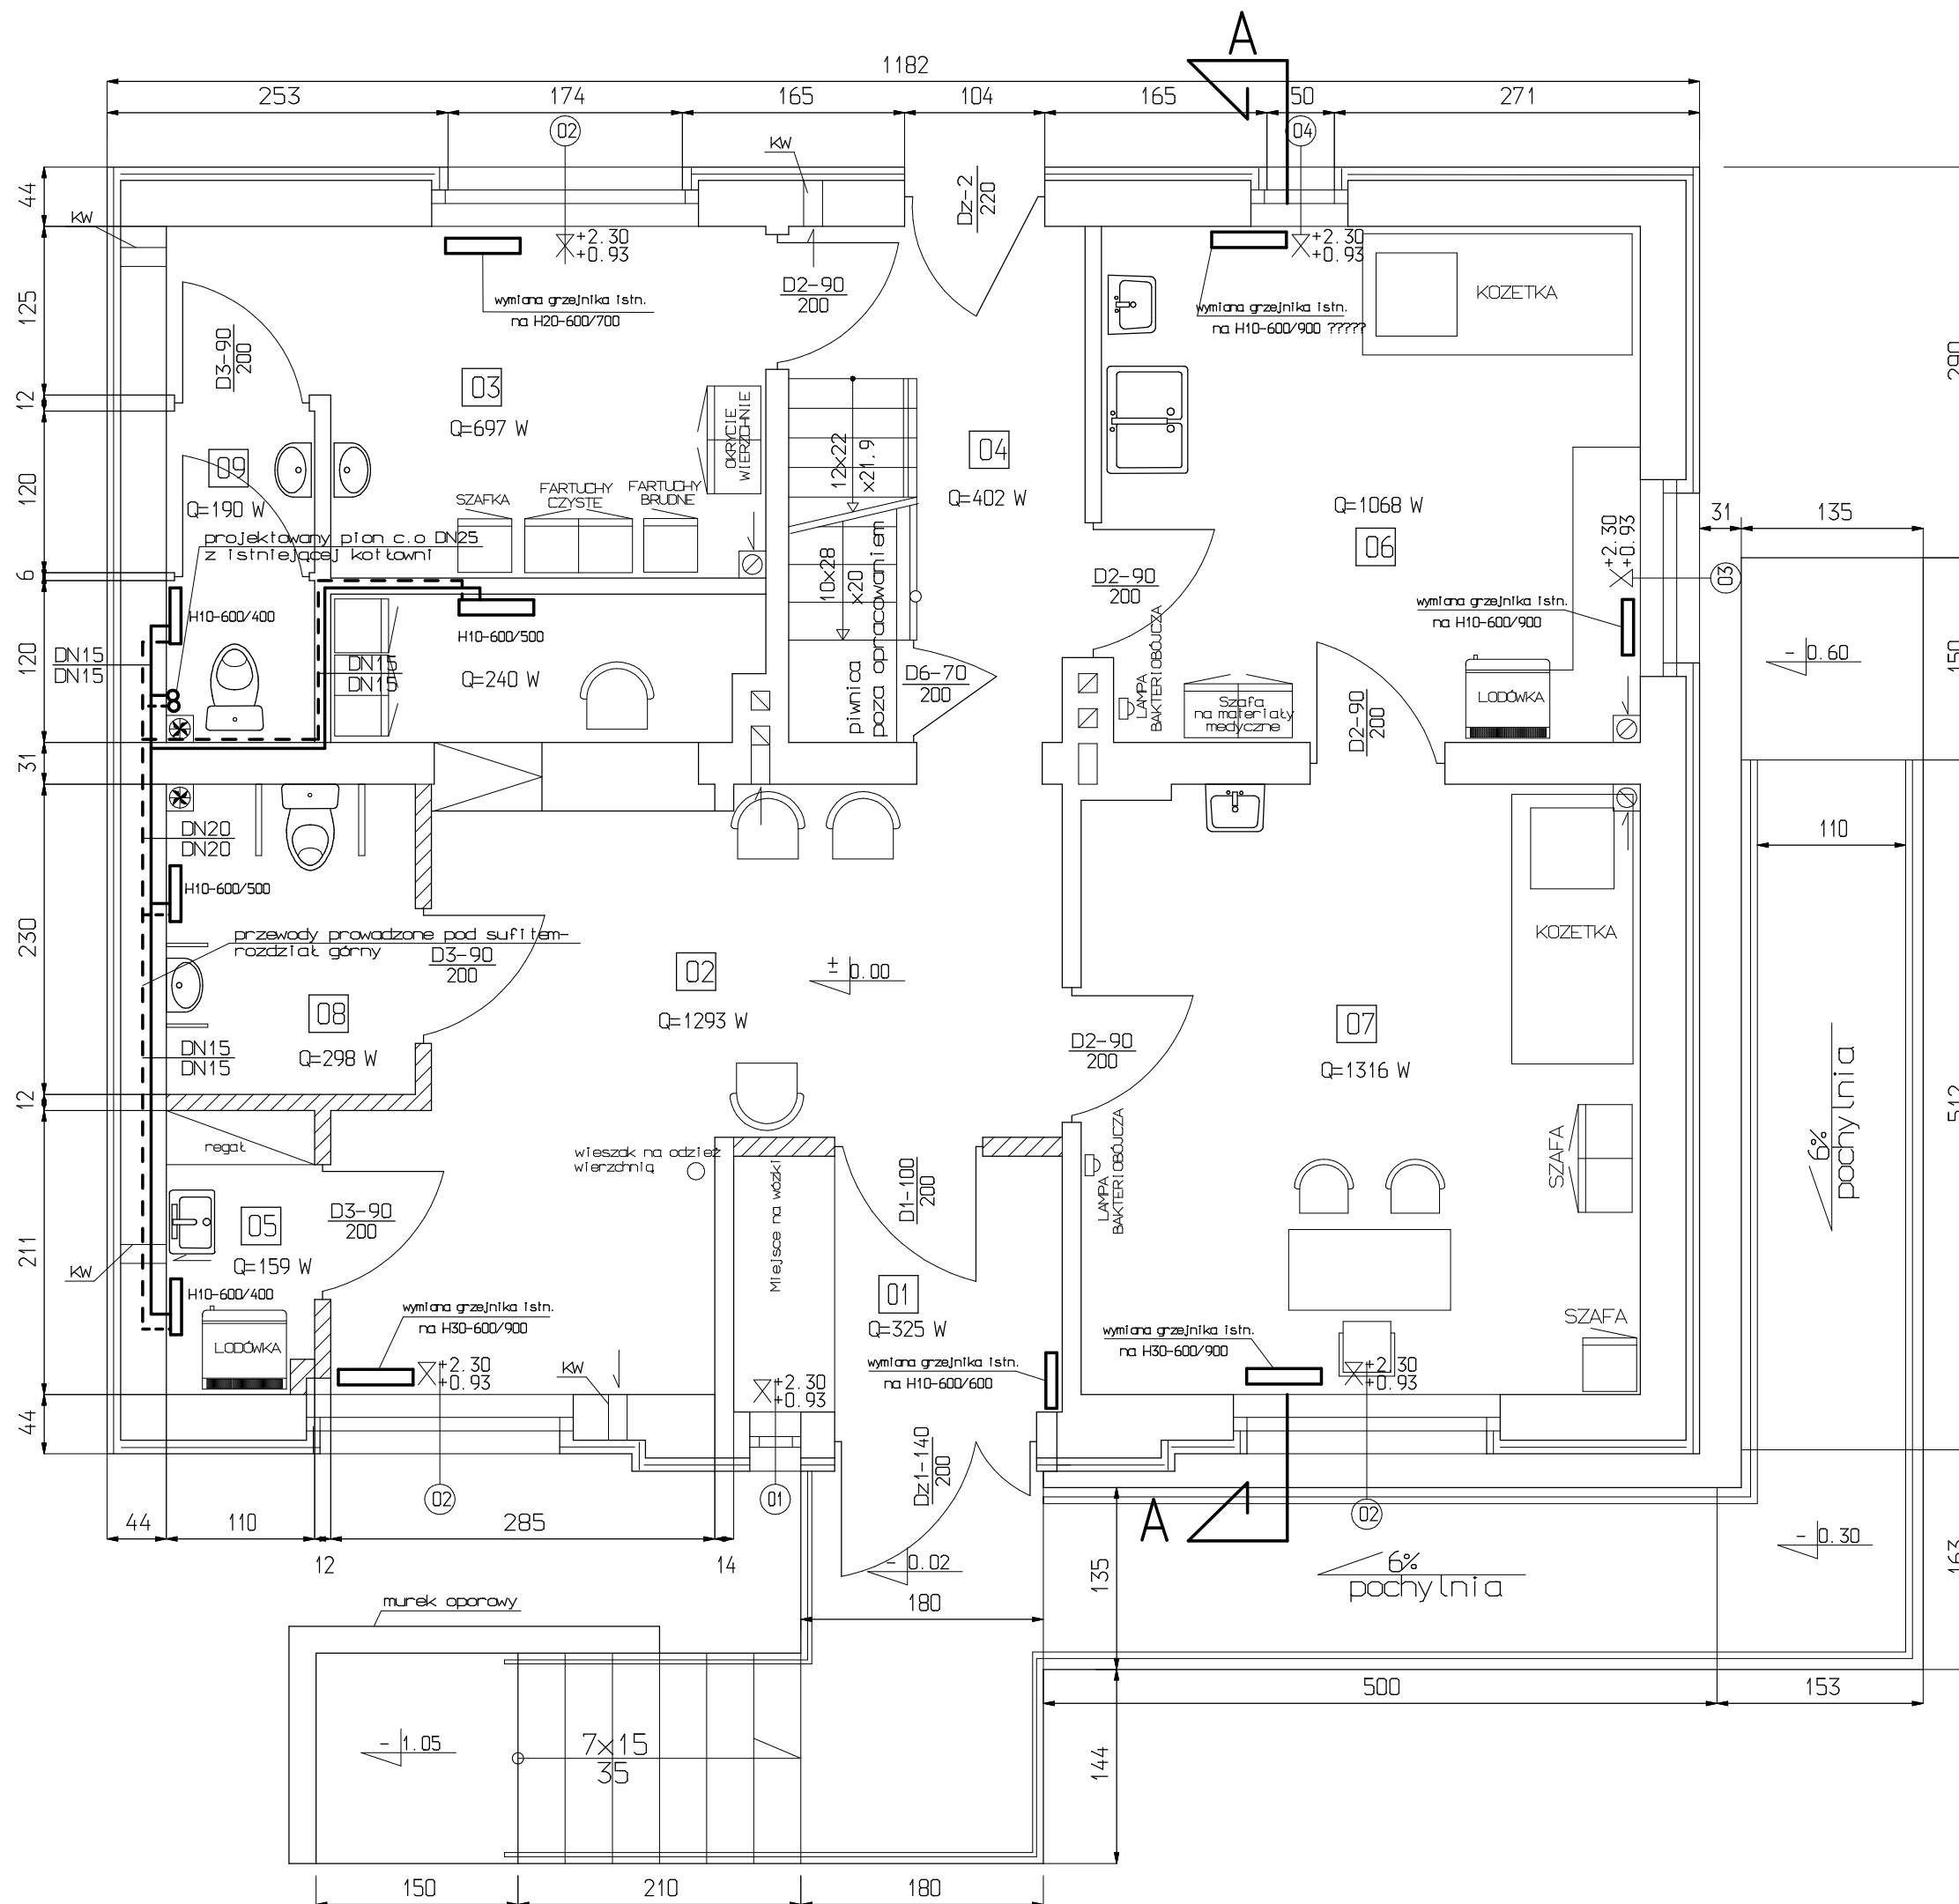 A
1182
253
174
165
104
165
50
271
02
04
KW
Dz-2
220
44
KW
+2.30
+0.93
+2.30
+0.93
D2-90
200
KOZETKA
wymiana grzejnika istn.
na H20-600/700
wymiana grzejnika istn.
na H10-600/900 ?????
125
D3-90
200
290
12
03
Q=697 W
OKRYCIE
WIERZCHNIE
12x22
x21.9
04
Q=402 W
09
Q=190 W
120
SZAFKA
FARTUCHY
CZYSTE
FARTUCHY
BRUDNE
Q=1068 W
06
31
135
+2.30
+0.93
03
projektowany pion c.o DN25
z istniejącej kotłowni
6
10x28
x20
D2-90
200
H10-600/400
H10-600/500
wymiana grzejnika istn.
na H10-600/900
120
DN15
DN15
DN15
DN15
Q=240 W
piwnica
poza opracowaniem
D6-70
200
LAMPA
BAKTERIOBÓJCZA
Szafa
na materiały
medyczne
D2-90
200
LODÓWKA
- 0.60
150
31
DN20
DN20
110
H10-600/500
230
przewody prowadzone pod sufitem-
rozdział górny
D3-90
200
02
± 0.00
KOZETKA
08
Q=298 W
Q=1293 W
07
Q=1316 W
D2-90
200
DN15
DN15
6%
pochylnia
512
12
regał
wieszak na odzież
wierzchnią
Miejsce na wózki
D1-100
200
LAMPA
BAKTERIOBÓJCZA
SZAFA
211
05
Q=159 W
D3-90
200
KW
H10-600/400
01
Q=325 W
LODÓWKA
wymiana grzejnika istn.
na H30-600/900
wymiana grzejnika istn.
na H10-600/600
wymiana grzejnika istn.
na H30-600/900
SZAFA
+2.30
+0.93
KW
+2.30
+0.93
+2.30
+0.93
44
Dz1-140
200
02
01
02
44
110
285
12
14
A
- 0.02
135
6%
pochylnia
- 0.30
163
murek oporowy
180
500
153
- 1.05
7x15
35
144
150
210
180